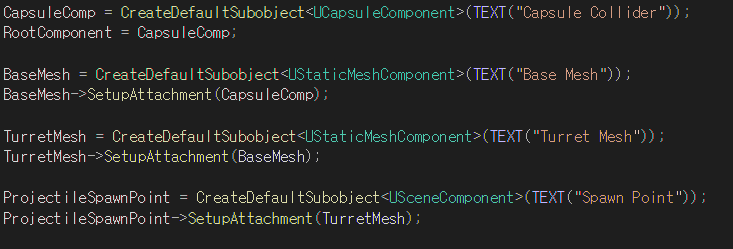 CapsuleComp = CreateDefaultSubobject<UCapsuleComponent>(TEXT("Capsule Collider"));
RootComponent = CapsuleComp;
BaseMesh = CreateDefaultSubobject<UStaticMeshComponent>(TEXT("Base Mesh"));
BaseMesh->SetupAttachment(CapsuleComp);
TurretMesh = CreateDefaultSubobject<UStaticMeshComponent>(TEXT("Turret Mesh"));
TurretMesh->SetupAttachment(BaseMesh);
ProjectileSpawnPoint = CreateDefaultSubobject<USceneComponent>(TEXT("Spawn Point"));
ProjectileSpawnPoint->SetupAttachment(TurretMesh);